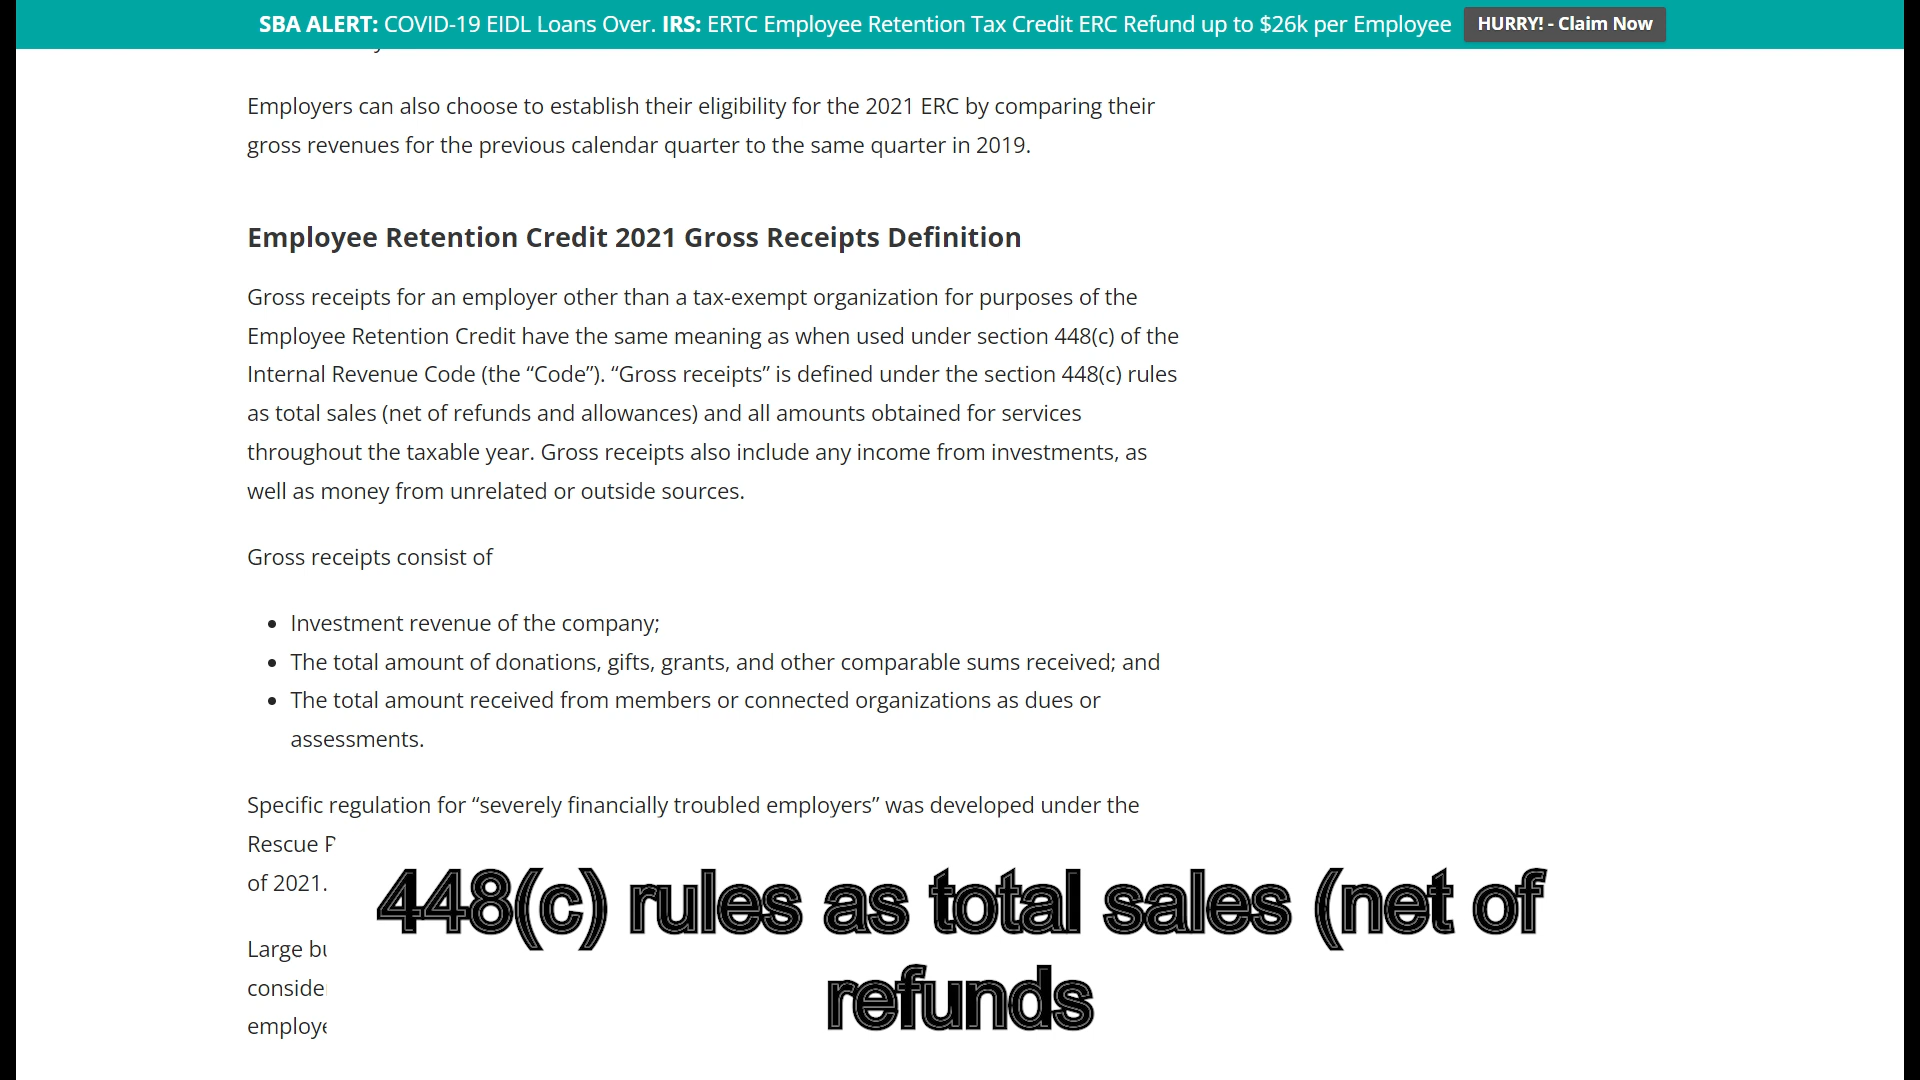 SBA ALERT: COVID-19 EIDL Loans Over. IRS: ERTC Employee Retention Tax Credit ERC Refund up to $26k per Employee HURRY! - Claim Now
Employers can also choose to establish their eligibility for the 2021 ERC by comparing their
gross revenues for the previous calendar quarter to the same quarter in 2019.
Employee Retention Credit 2021 Gross Receipts Definition
Gross receipts for an employer other than a tax-exempt organization for purposes of the
Employee Retention Credit have the same meaning as when used under section 448(c) of the
Internal Revenue Code (the “Code”). “Gross receipts” is defined under the section 448(c) rules
as total sales (net of refunds and allowances) and all amounts obtained for services
throughout the taxable year. Gross receipts also include any income from investments, as
well as money from unrelated or outside sources.
Gross receipts consist of
• Investment revenue of the company;
• The total amount of donations, gifts, grants, and other comparable sums received; and
• The total amount received from members or connected organizations as dues or
assessments.
Specific regulation for “severely financially troubled employers” was developed under the
Rescue
of 2021.
Large
448(c) rules as total sales (net of
refunds